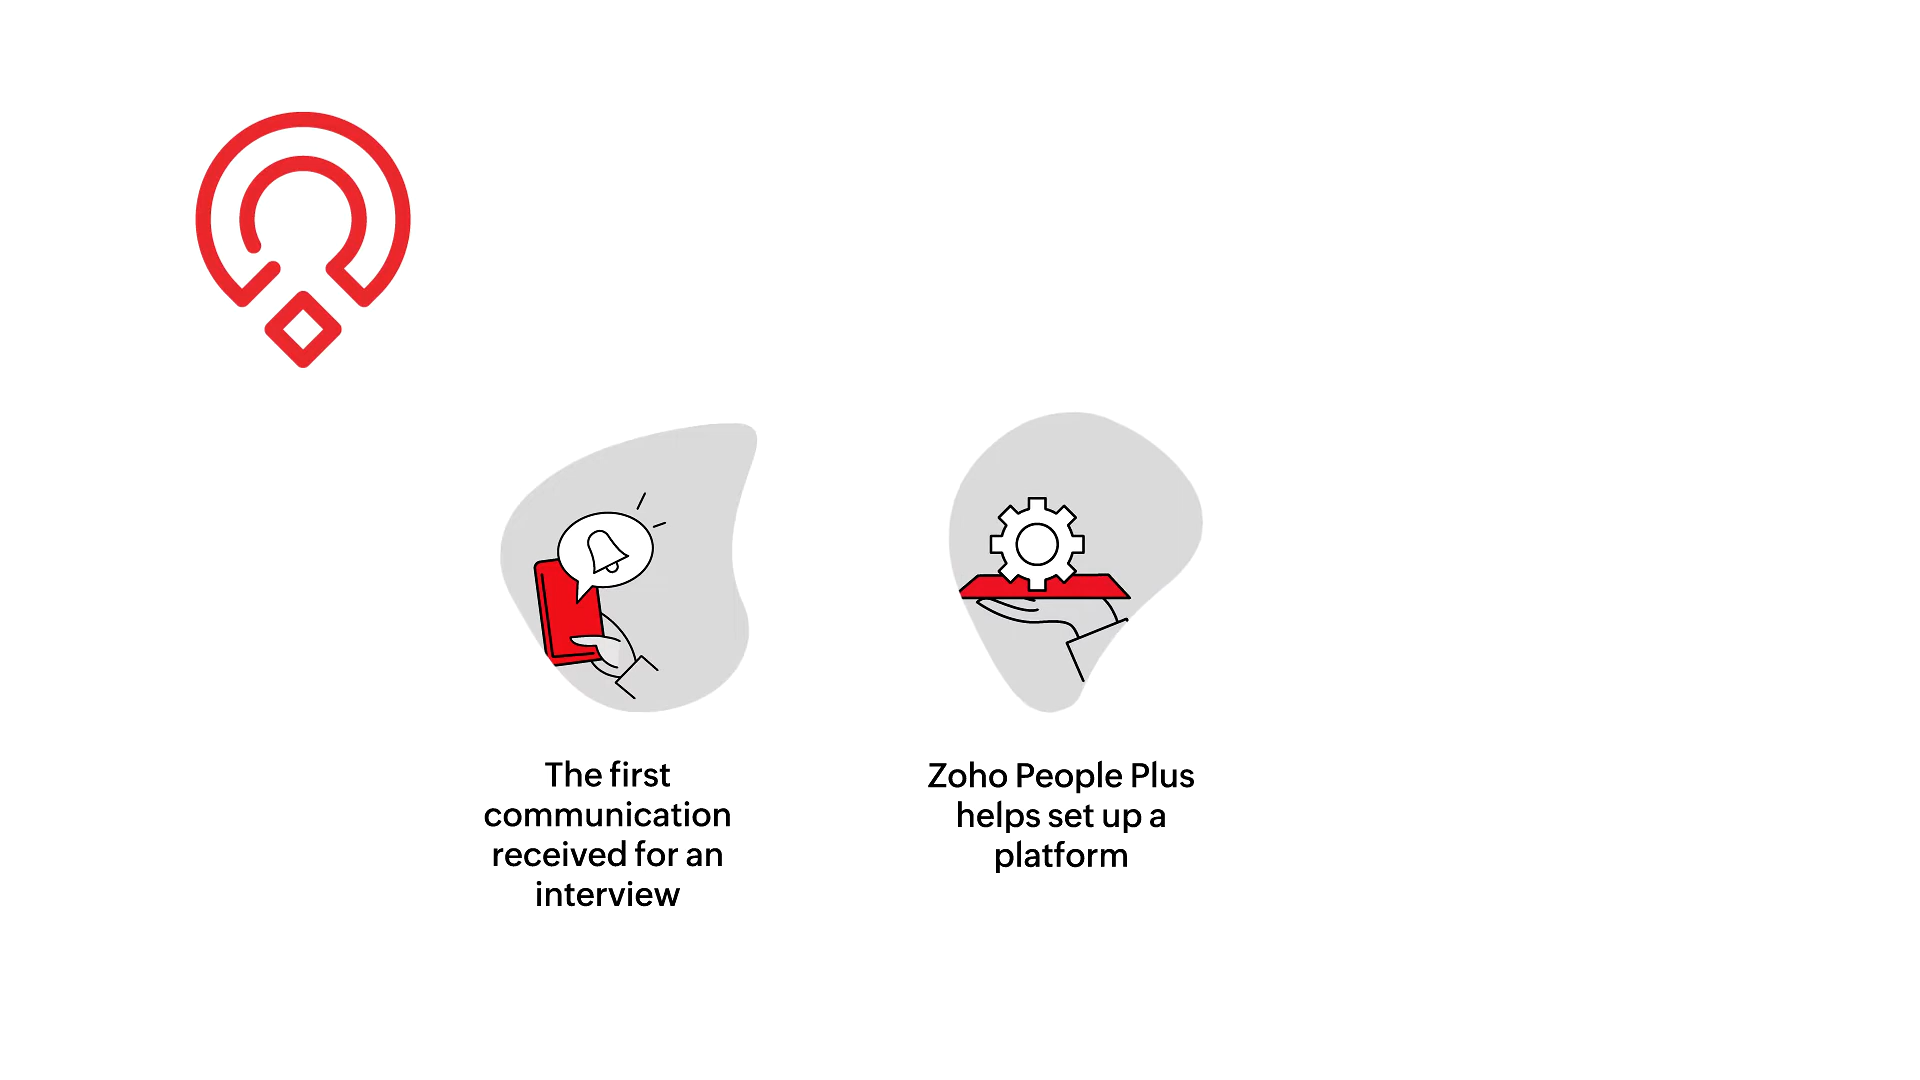 The first
communication
received for an
interview
Zoho People Plus
helps set up a
platform